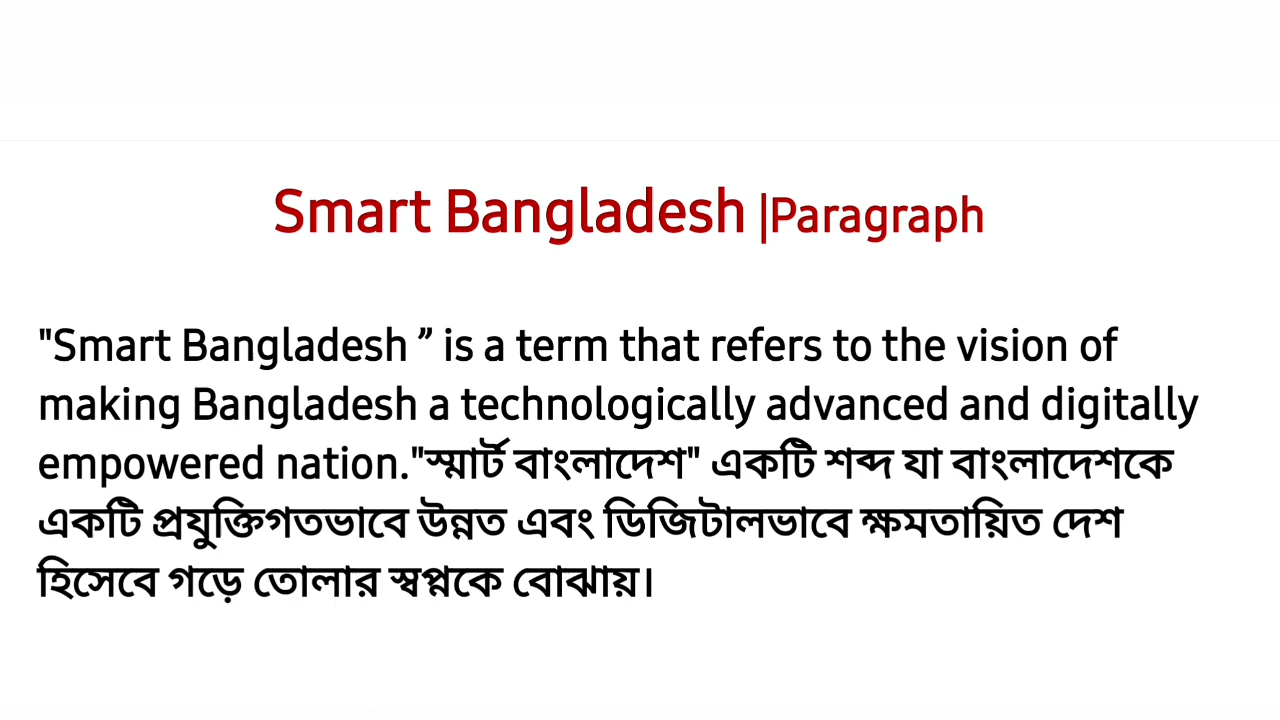 Smart Bangladesh |Paragraph
"Smart Bangladesh ” is a term that refers to the vision of
making Bangladesh a technologically advanced and digitally
empowered nation."স্মার্ট বাংলাদেশ" একটি শব্দ যা বাংলাদেশকে
একটি প্রযুক্তিগতভাবে উন্নত এবং ডিজিটালভাবে ক্ষমতায়িত দেশ
হিসেবে গড়ে তোলার স্বপ্নকে বোঝায়।